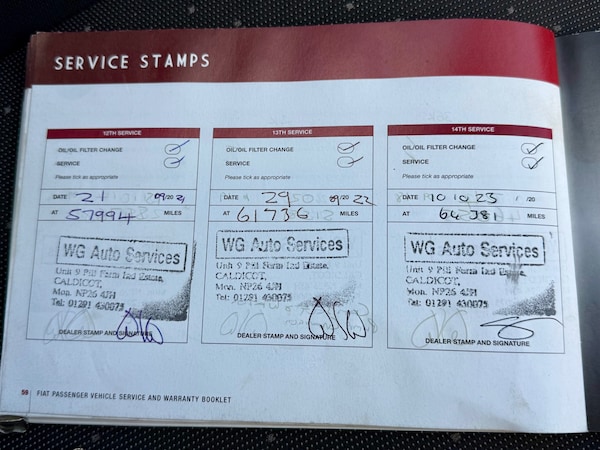 SERVICE STAMPS
12TH SERVICE
OIL/OIL FILTER CHANGE
SERVICE
Please tick as appropriate
DATE 21 09/20 21
AT 57994 MILES
WG Auto Services
Unit 9 Pill Farm Ind Estate,
CALDICOT,
Mon. NP26 4JH
Tel: 01291 430075
DEALER STAMP AND SIGNATURE
13TH SERVICE
OIL/OIL FILTER CHANGE
SERVICE
Please tick as appropriate
DATE 29 09/20 22
AT 61736 MILES
WG Auto Services
Unit 9 Pill Farm Ind Estate,
CALDICOT,
Mon. NP26 4JH
Tel: 01291 430075
DEALER STAMP AND SIGNATURE
14TH SERVICE
OIL/OIL FILTER CHANGE
SERVICE
Please tick as appropriate
DATE 10 10 23 / /20
AT MILES
WG Auto Services
Unit 9 Pill Farm Ind Estate,
CALDICOT,
Mon. NP26 4JH
Tel: 01291 430075
DEALER STAMP AND SIGNATURE
58 FIAT PASSENGER VEHICLE SERVICE AND WARRANTY BOOKLET